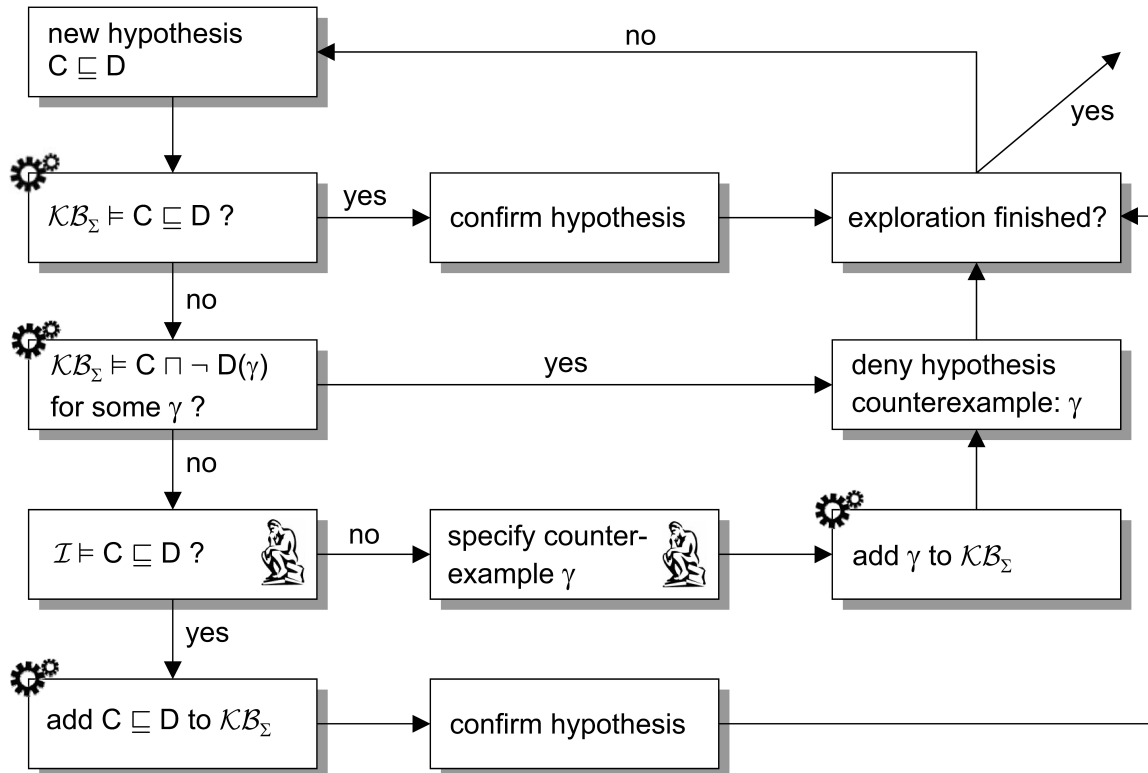 new hypothesis
C ⊑ D
no
yes
𝒦ℬ_Σ ⊨ C ⊑ D ?
yes
confirm hypothesis
exploration finished?
no
𝒦ℬ_Σ ⊨ C ⊓ ¬ D(γ)
for some γ ?
yes
deny hypothesis
counterexample: γ
no
ℐ ⊨ C ⊑ D ?
no
specify counter-
example γ
add γ to 𝒦ℬ_Σ
yes
add C ⊑ D to 𝒦ℬ_Σ
confirm hypothesis